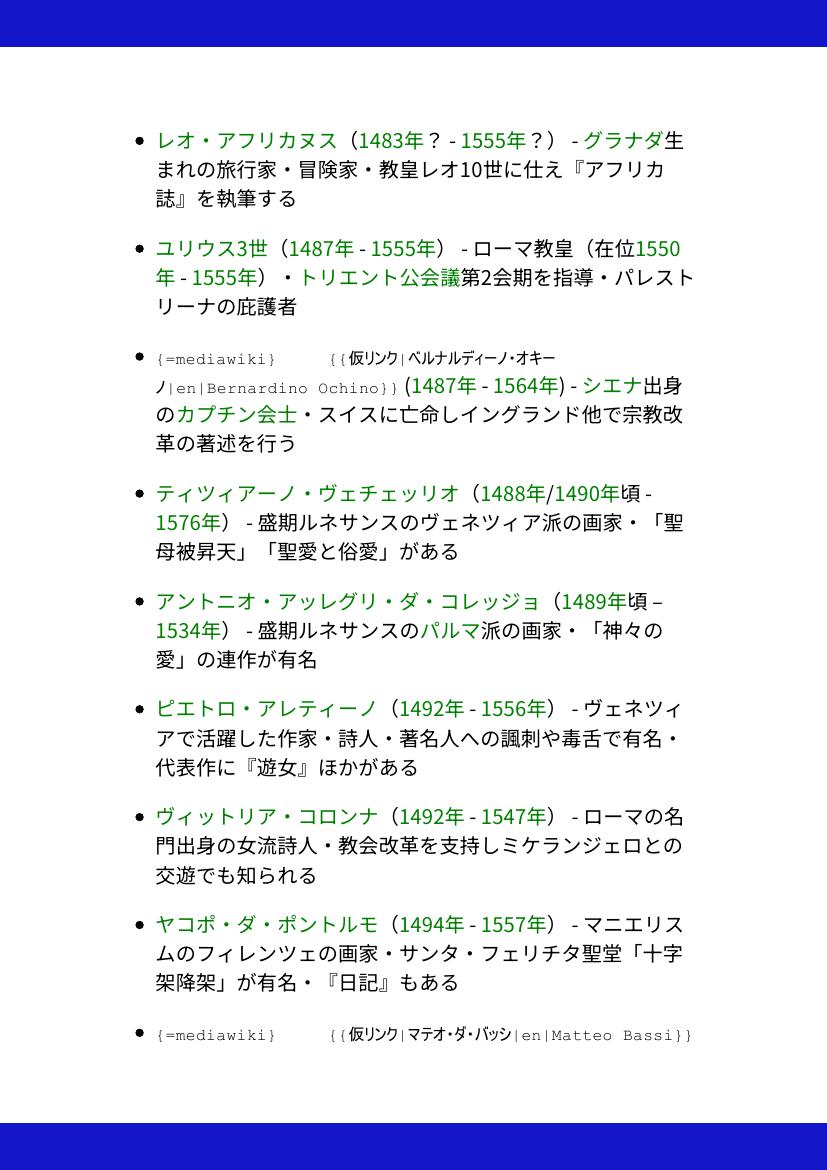 • レオ・アフリカヌス（1483年？ - 1555年？） - グラナダ生
まれの旅行家・冒険家・教皇レオ10世に仕え『アフリカ
誌』を執筆する
• ユリウス3世（1487年 - 1555年） - ローマ教皇（在位1550
年 - 1555年）・トリエント公会議第2会期を指導・パレスト
リーナの庇護者
• {=mediawiki} {{仮リンク|ベルナルディーノ・オキー
ノ|en|Bernardino Ochino}} (1487年 - 1564年) - シエナ出身
のカプチン会士・スイスに亡命しイングランド他で宗教改
革の著述を行う
• ティツィアーノ・ヴェチェッリオ（1488年/1490年頃 -
1576年） - 盛期ルネサンスのヴェネツィア派の画家・「聖
母被昇天」「聖愛と俗愛」がある
• アントニオ・アッレグリ・ダ・コレッジョ（1489年頃 –
1534年） - 盛期ルネサンスのパルマ派の画家・「神々の
愛」の連作が有名
• ピエトロ・アレティーノ（1492年 - 1556年） - ヴェネツィ
アで活躍した作家・詩人・著名人への諷刺や毒舌で有名・
代表作に『遊女』ほかがある
• ヴィットリア・コロンナ（1492年 - 1547年） - ローマの名
門出身の女流詩人・教会改革を支持しミケランジェロとの
交遊でも知られる
• ヤコポ・ダ・ポントルモ（1494年 - 1557年） - マニエリス
ムのフィレンツェの画家・サンタ・フェリチタ聖堂「十字
架降架」が有名・『日記』もある
• {=mediawiki} {{仮リンク|マテオ・ダ・バッシ|en|Matteo Bassi}}